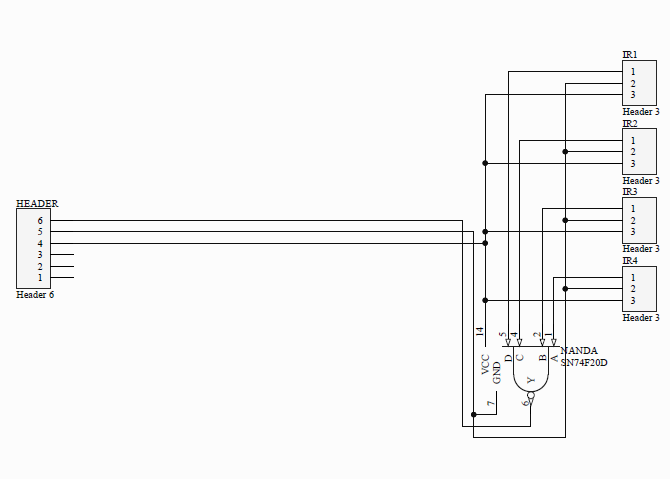 IR1
1
2
3
Header 3
IR2
1
2
3
Header 3
IR3
1
2
3
Header 3
IR4
1
2
3
Header 3
HEADER
6
5
4
3
2
1
Header 6
14
5
4
2
1
VCC
GND
D
C
B
A
NANDA
SN74F20D
Y
7
6